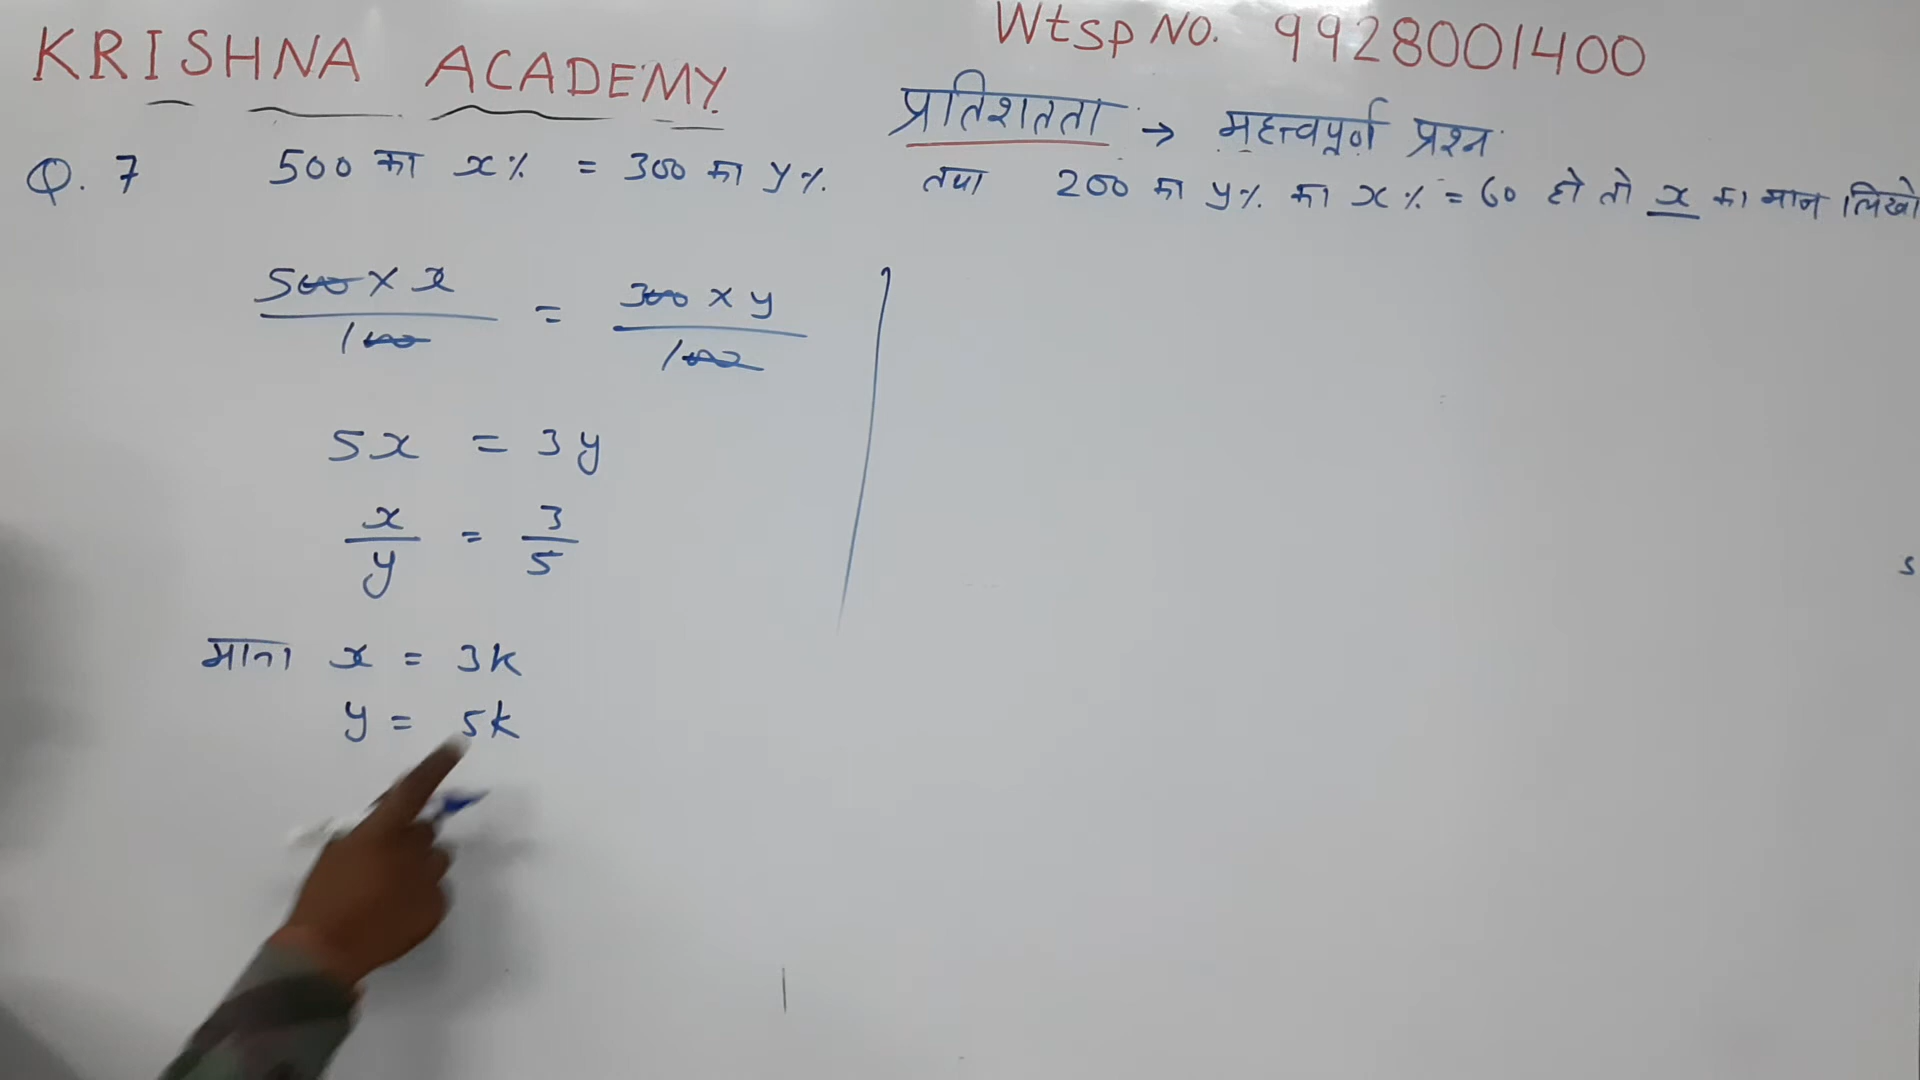 KRISHNA ACADEMY
Wtsp NO. 9928001400
प्रतिशतता → महत्त्वपूर्ण प्रश्न
Q. 7 500 का x% = 300 का y% तथा 200 का y% का x% = 60 हो तो x का मान लिखो
500 × x / 100 = 300 × y / 100
5x = 3y
x / y = 3 / 5
माना x = 3k
y = 5k
s